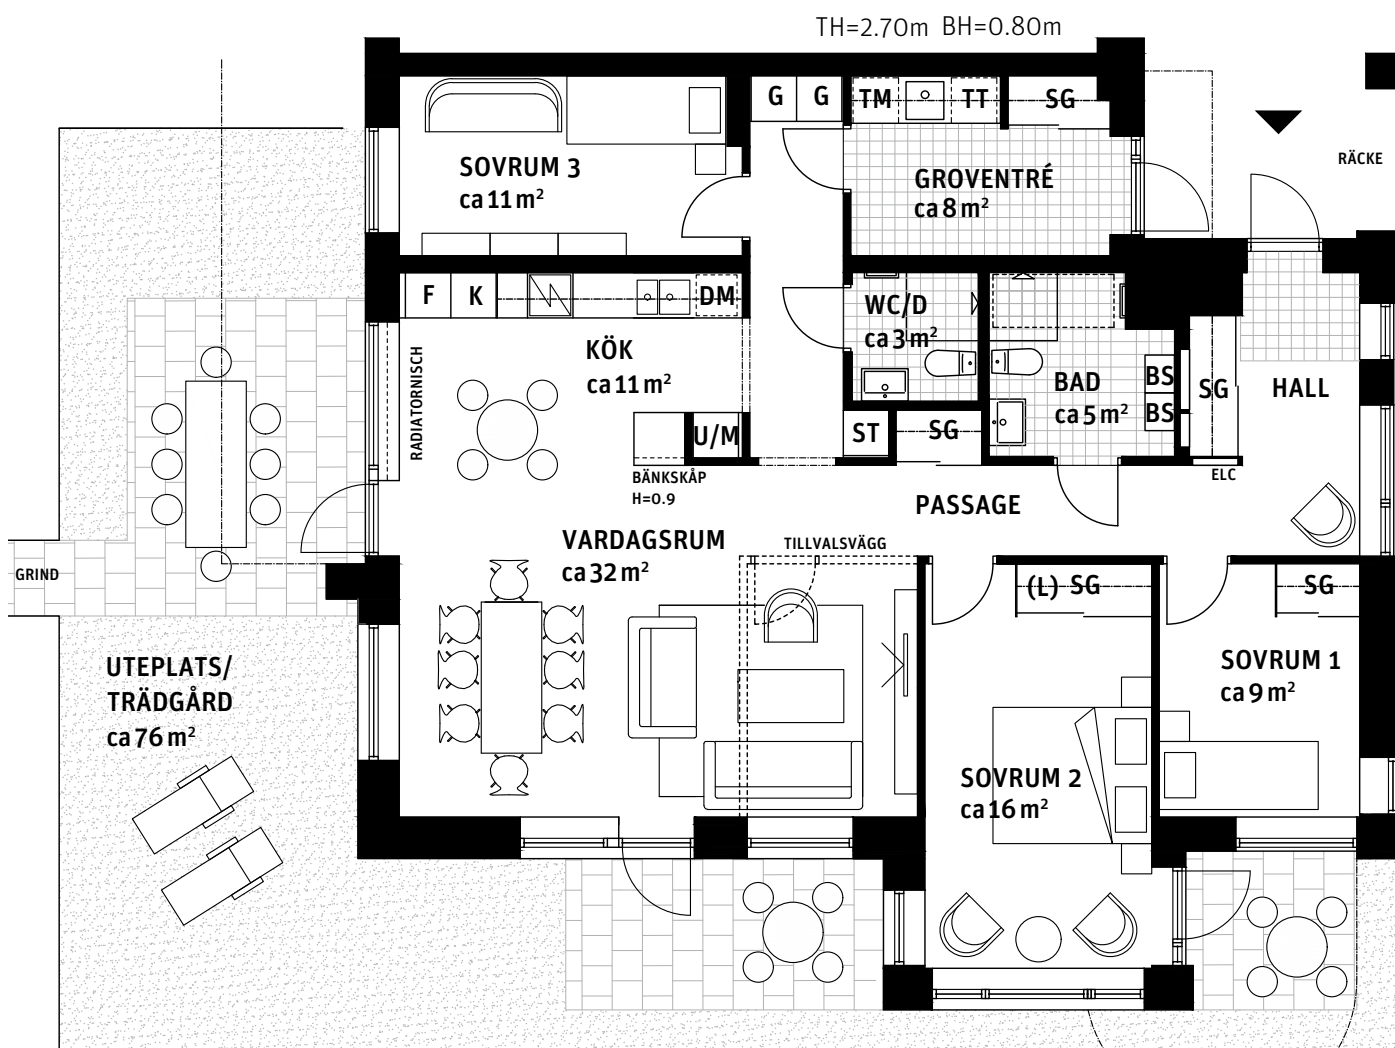 TH=2.70m BH=0.80m
G G TM TT SG
RÄCKE
SOVRUM 3
ca 11 m²
GROVENTRÉ
ca 8 m²
F K DM
WC/D
ca 3 m²
KÖK
ca 11 m²
RADIATORNISCH
BAD
ca 5 m²
BS
BS
SG
HALL
U/M
ST
SG
BÄNKSKÅP
H=0.9
ELC
PASSAGE
VARDAGSRUM
ca 32 m²
TILLVALSVÄGG
GRIND
(L) SG
SG
UTEPLATS/
TRÄDGÅRD
ca 76 m²
SOVRUM 1
ca 9 m²
SOVRUM 2
ca 16 m²